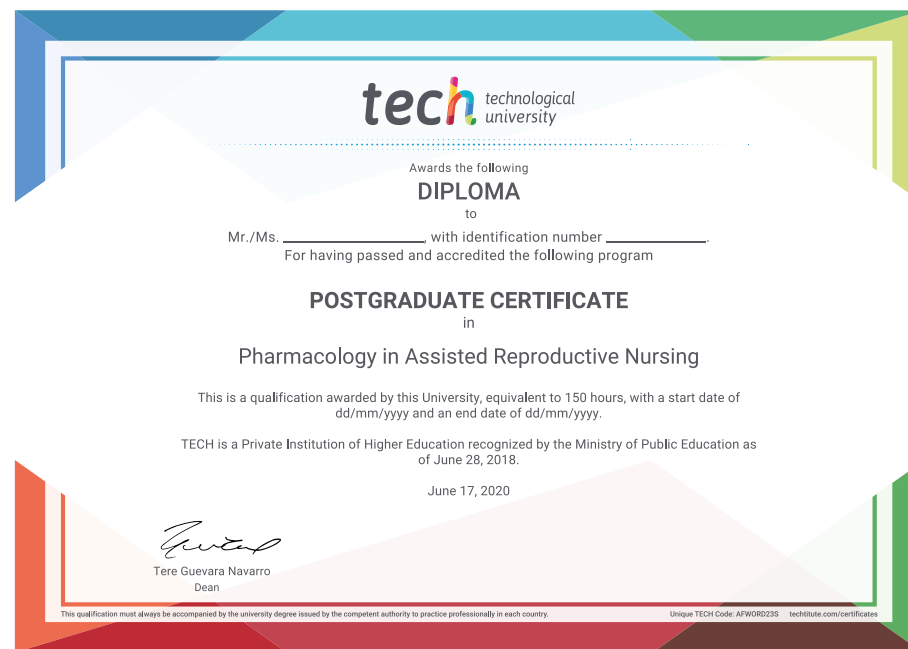 tech technological university
Awards the following
DIPLOMA
to
Mr./Ms. ____________, with identification number ____________.
For having passed and accredited the following program
POSTGRADUATE CERTIFICATE
in
Pharmacology in Assisted Reproductive Nursing
This is a qualification awarded by this University, equivalent to 150 hours, with a start date of
dd/mm/yyyy and an end date of dd/mm/yyyy.
TECH is a Private Institution of Higher Education recognized by the Ministry of Public Education as
of June 28, 2018.
June 17, 2020
Tere Guevara Navarro
Dean
This qualification must always be accompanied by the university degree issued by the competent authority to practice professionally in each country.
Unique TECH Code: AFWORD23S techtitute.com/certificates